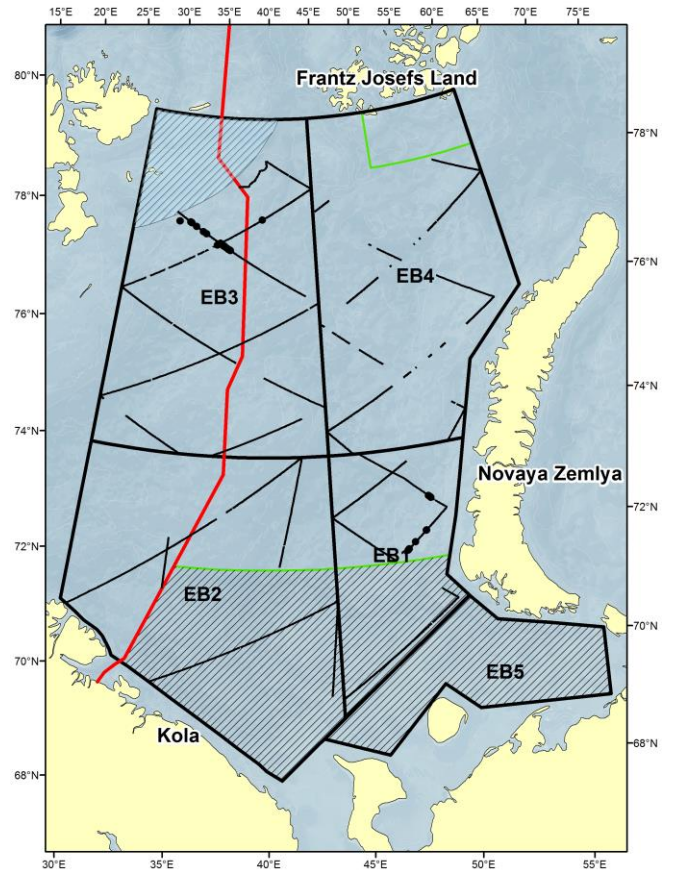 15°E 20°E 25°E 30°E 35°E 40°E 45°E 50°E 55°E 60°E 65°E 70°E 75°E
80°N
Frantz Josefs Land
78°N
78°N
76°N
EB4
EB3
76°N
74°N
74°N
Novaya Zemlya
72°N
72°N
EB1
EB2
70°N
70°N
EB5
Kola
68°N
68°N
30°E 35°E 40°E 45°E 50°E 55°E